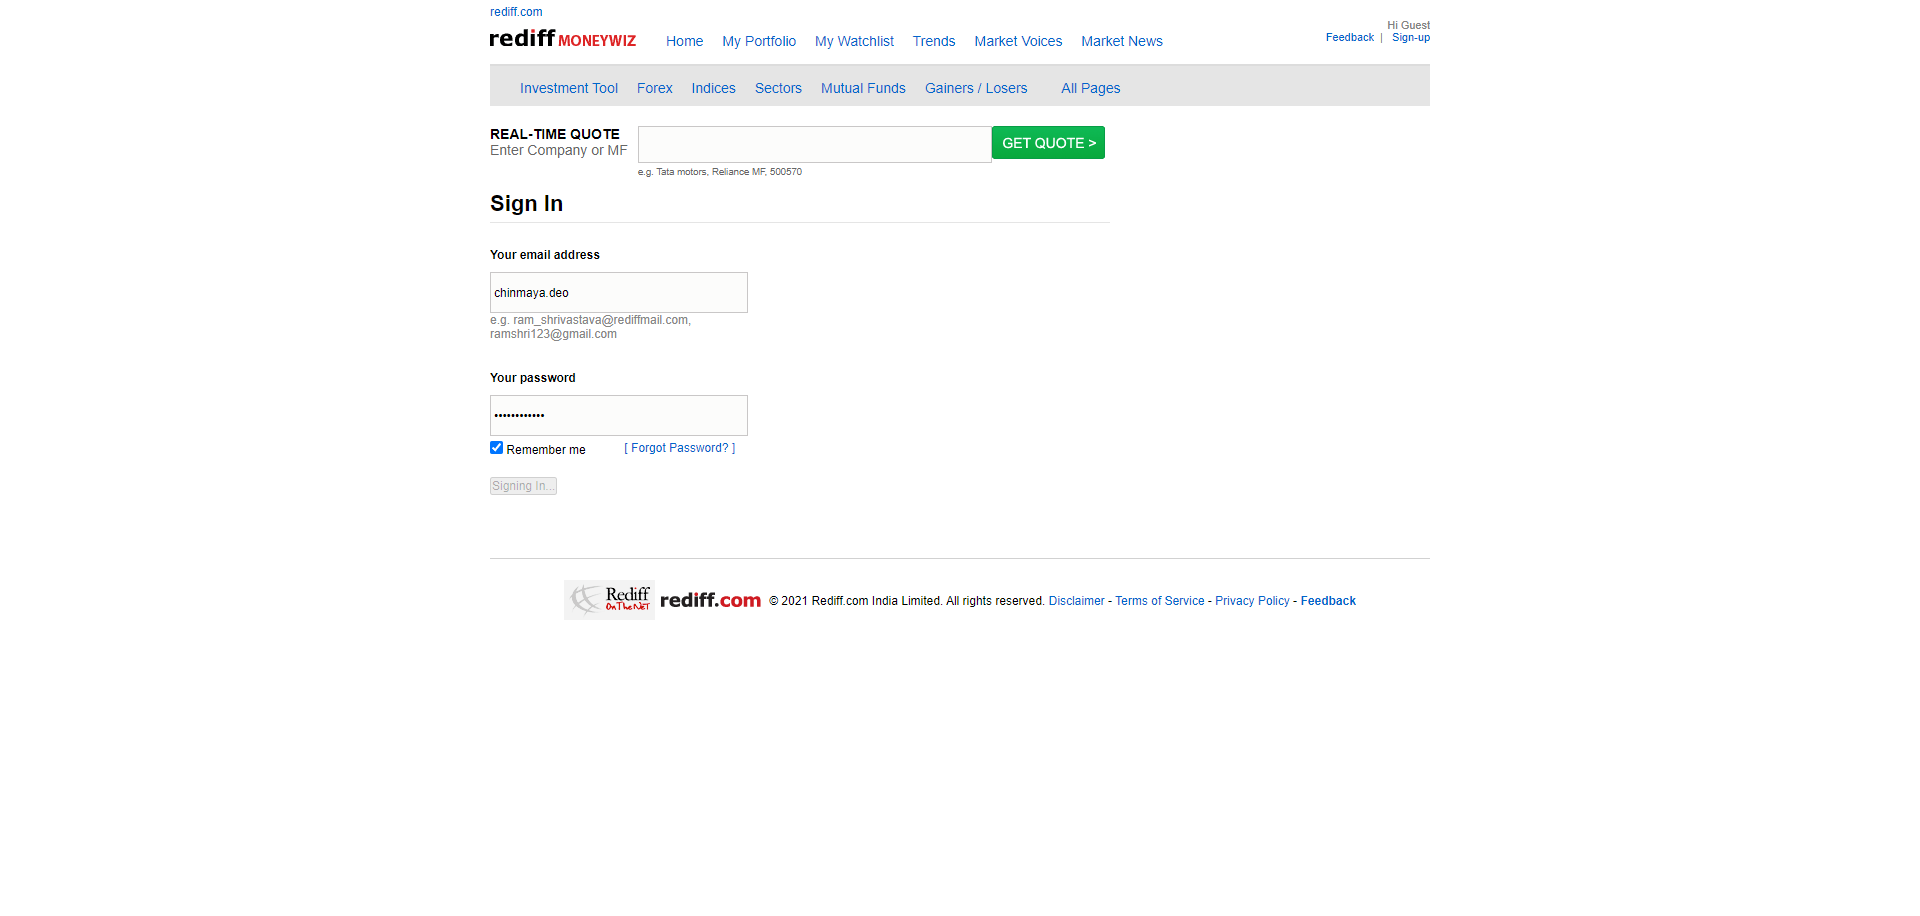 rediff.com
rediff MONEYWIZ Home My Portfolio My Watchlist Trends Market Voices Market News
Hi Guest
Feedback | Sign-up
Investment Tool Forex Indices Sectors Mutual Funds Gainers / Losers All Pages
REAL-TIME QUOTE
Enter Company or MF
GET QUOTE >
e.g. Tata motors, Reliance MF, 500570
Sign In
Your email address
chinmaya.deo
e.g. ram_shrivastava@rediffmail.com,
ramshri123@gmail.com
Your password
••••••••••••
Remember me [ Forgot Password? ]
Signing In...
Rediff
On The NeT
rediff.com © 2021 Rediff.com India Limited. All rights reserved. Disclaimer - Terms of Service - Privacy Policy - Feedback